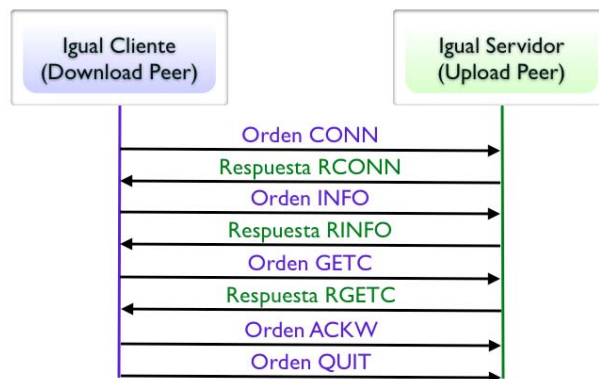 Igual Cliente
(Download Peer)
Igual Servidor
(Upload Peer)
Orden CONN
Respuesta RCONN
Orden INFO
Respuesta RINFO
Orden GETC
Respuesta RGETC
Orden ACKW
Orden QUIT